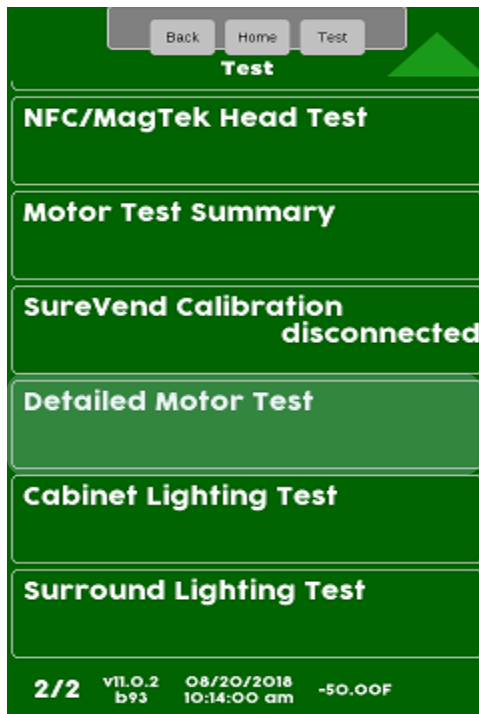 Back Home Test
Test
NFC/MagTek Head Test
Motor Test Summary
SureVend Calibration
disconnected
Detailed Motor Test
Cabinet Lighting Test
Surround Lighting Test
2/2 v11.0.2 08/20/2018 -50.00F
b93 10:14:00 am